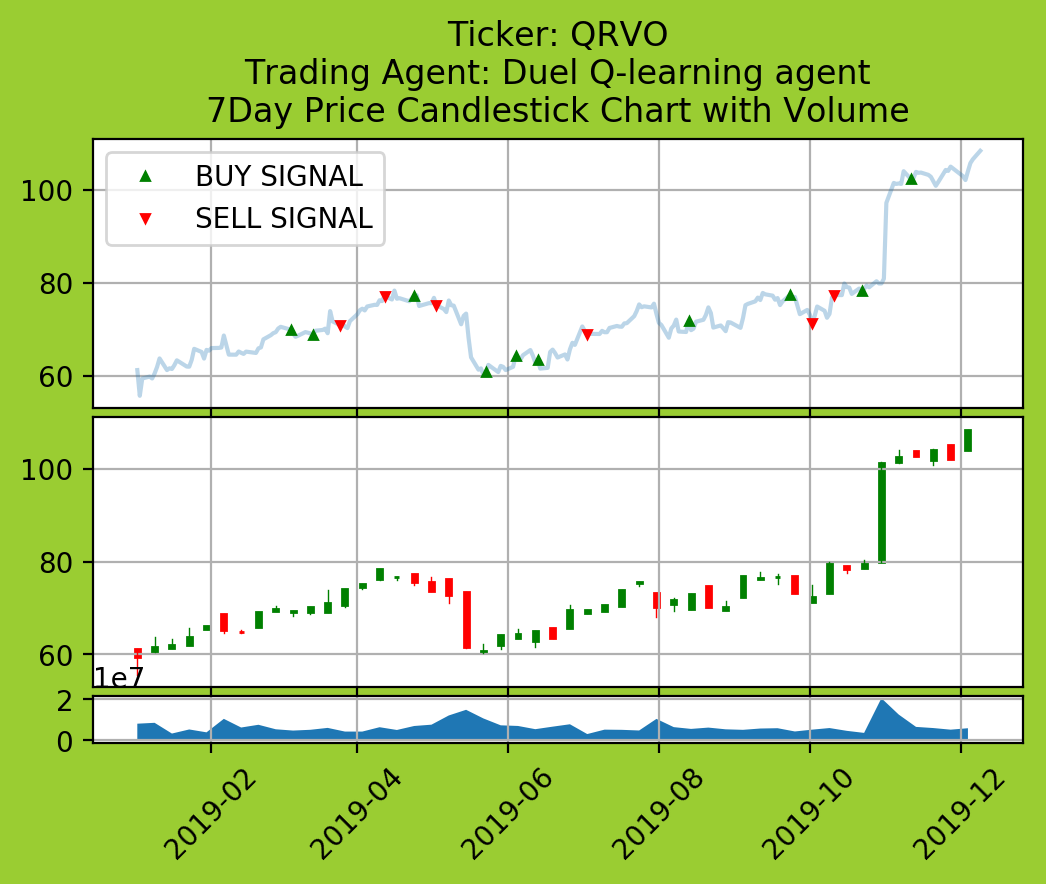 Ticker: QRVO
Trading Agent: Duel Q-learning agent
7Day Price Candlestick Chart with Volume
BUY SIGNAL
SELL SIGNAL
100
80
60
100
80
60
1e7
2
0
2019-02
2019-04
2019-06
2019-08
2019-10
2019-12